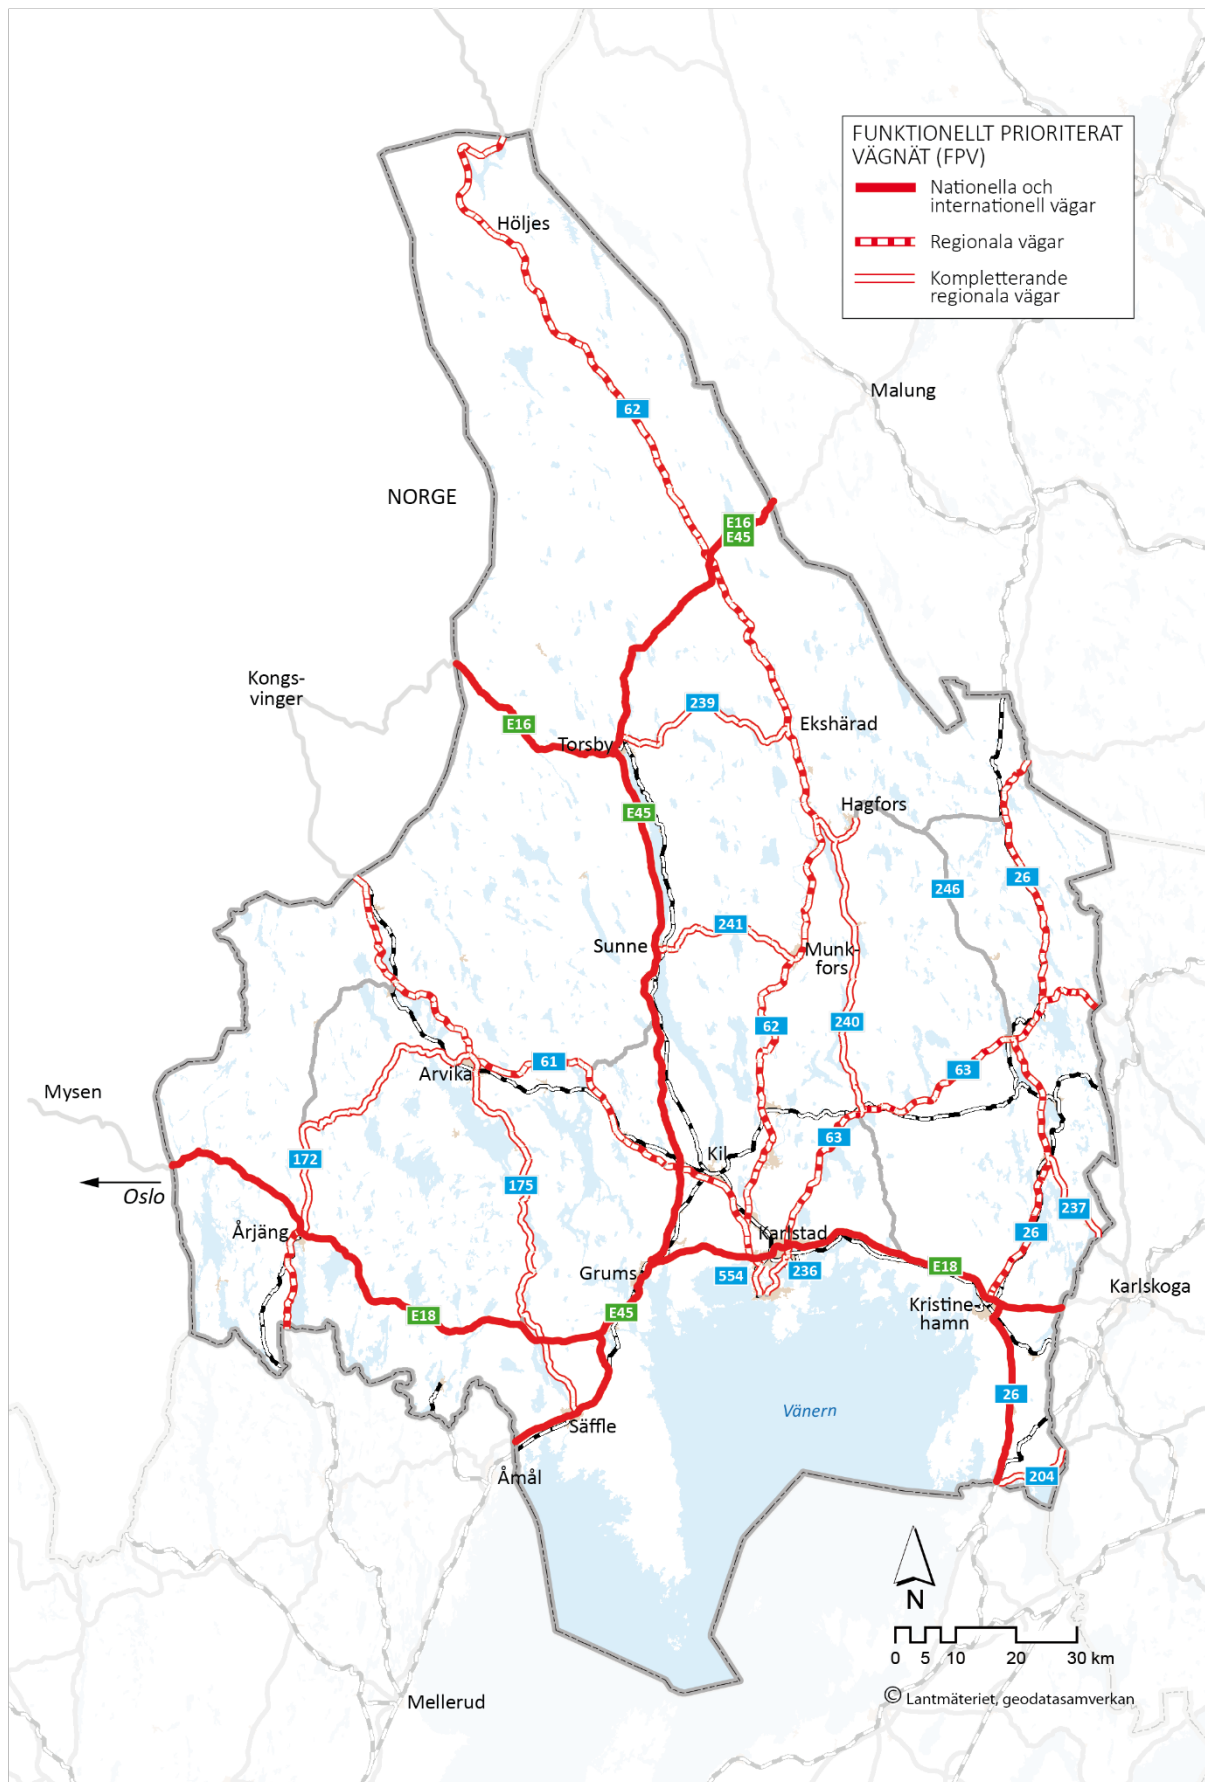 FUNKTIONELLT PRIORITERAT
VÄGNÄT (FPV)
Nationella och
internationell vägar
Regionala vägar
Kompletterande
regionala vägar
Höljes
Malung
62
NORGE
E16
E45
Kongs-
vinger
239
E16
Ekshärad
Torsby
Hagfors
E45
26
246
241
Sunne
Munk-
fors
62
240
61
63
Arvika
Mysen
63
Kil
172
175
Oslo
237
Årjäng
Karlstad
26
E18
Grums
554
236
Karlskoga
Kristine-
hamn
E45
E18
26
Vänern
Säffle
Åmål
204
N
0 5 10 20 30 km
Mellerud
© Lantmäteriet, geodatasamverkan